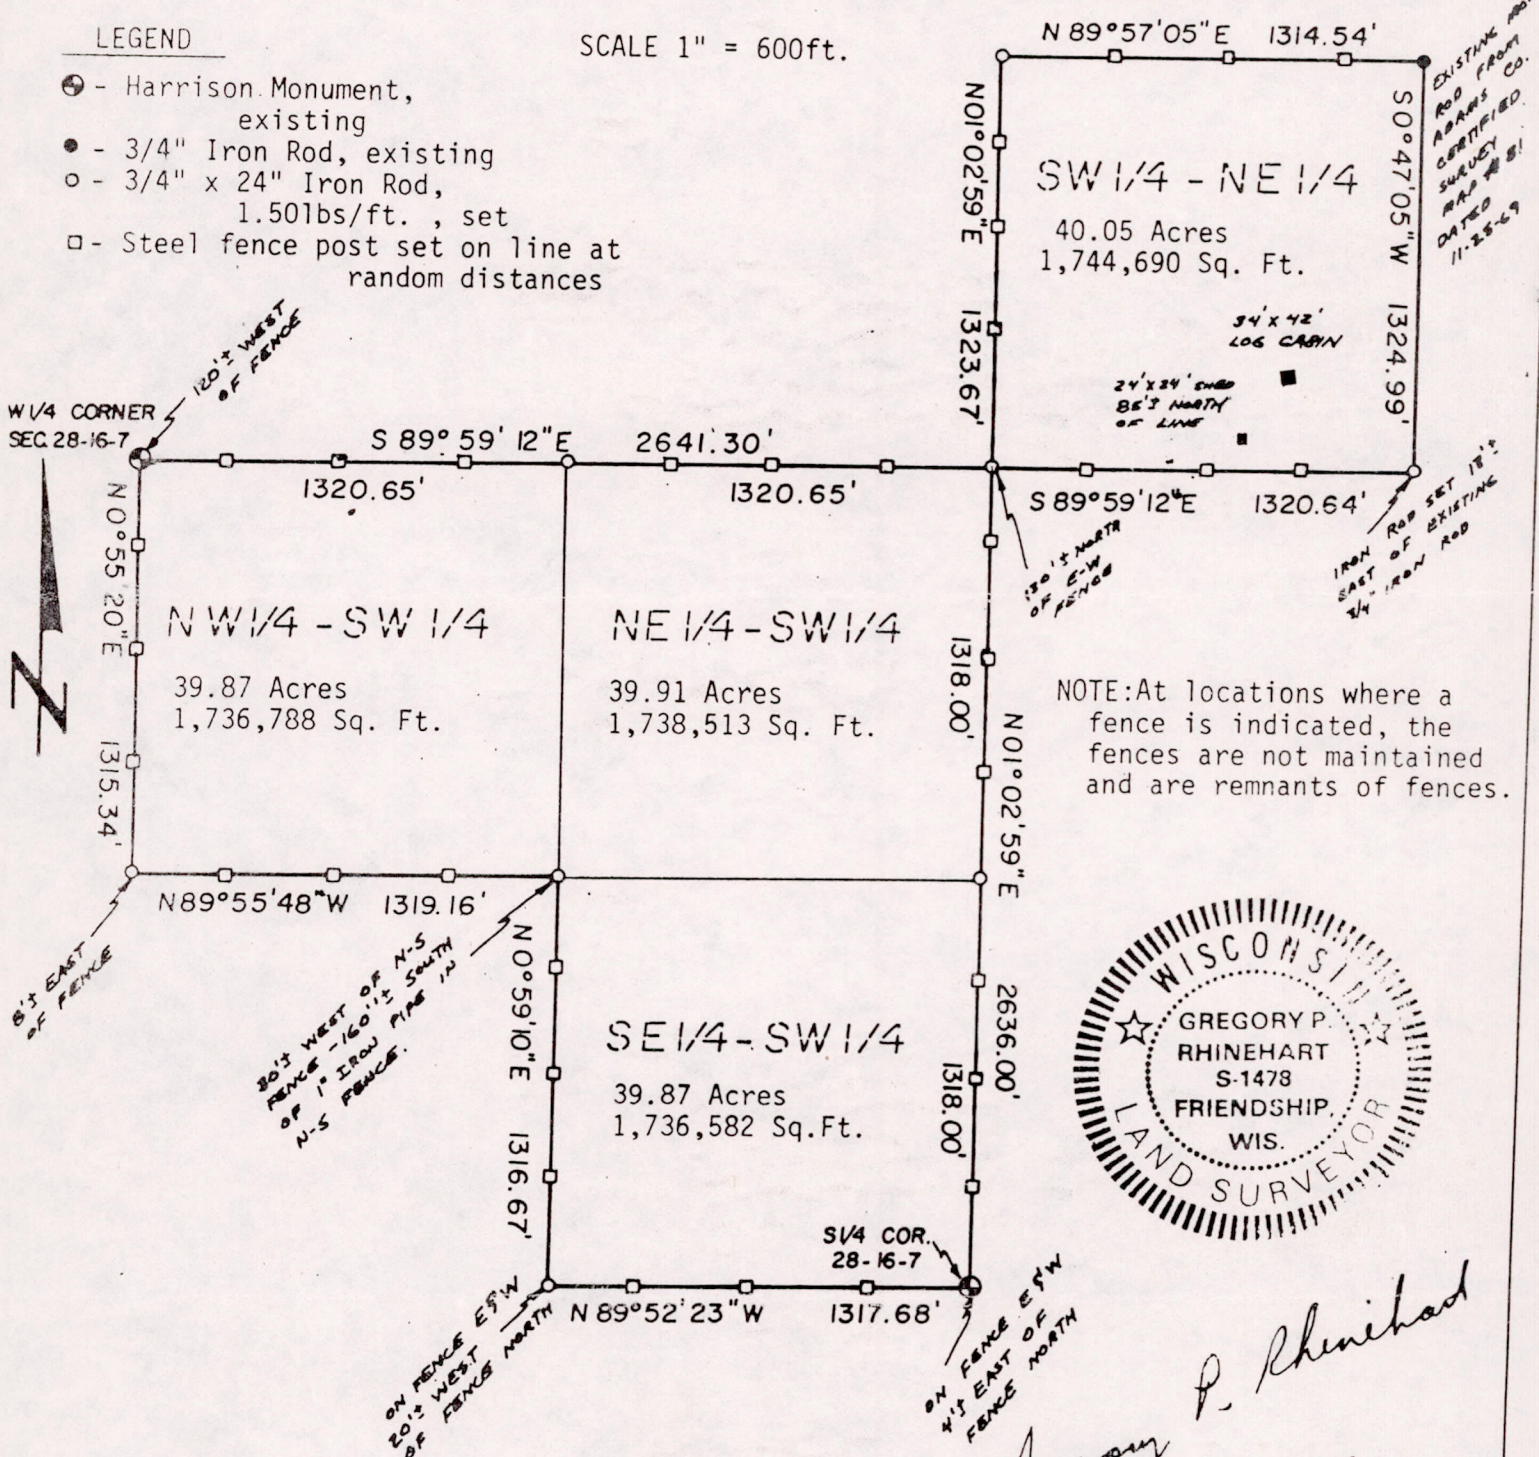 LEGEND
- Harrison Monument,
existing
- 3/4" Iron Rod, existing
- 3/4" x 24" Iron Rod,
1.50lbs/ft. , set
- Steel fence post set on line at
random distances
SCALE 1" = 600ft.
N 89°57'05"E 1314.54'
EXISTING IRON
ROD FROM
ADAMS CO.
CERTIFIED
SURVEY
MAP # 81
DATED
11-25-69
N01°02'59"E 1323.67'
S0°47'05"W 1324.99'
SW1/4 - NE1/4
40.05 Acres
1,744,690 Sq. Ft.
34' x 42'
LOG CABIN
24' x 24' SHED
85'± NORTH
OF LINE
120'± WEST
OF FENCE
W1/4 CORNER
SEC. 28-16-7
S 89°59'12"E 2641.30'
1320.65'
1320.65'
S89°59'12"E 1320.64'
130'± NORTH
OF E-W
FENCE
IRON ROD SET 18'±
EAST OF EXISTING
3/4" IRON ROD
N 0°55'20"E 1315.34'
N
NW1/4 - SW1/4
39.87 Acres
1,736,788 Sq. Ft.
NE1/4 - SW1/4
39.91 Acres
1,738,513 Sq. Ft.
1318.00'
N01°02'59"E 2636.00'
NOTE:At locations where a
fence is indicated, the
fences are not maintained
and are remnants of fences.
N89°55'48"W 1319.16'
8'± EAST
OF FENCE
30'± WEST OF N-S
FENCE -160'± SOUTH
OF 1" IRON PIPE IN
N-S FENCE.
N 0°59'10"E 1316.67'
SE1/4 - SW1/4
39.87 Acres
1,736,582 Sq.Ft.
1318.00'
WISCONSIN
GREGORY P.
RHINEHART
S-1478
FRIENDSHIP,
WIS.
LAND SURVEYOR
S1/4 COR.
28-16-7
N 89°52'23"W 1317.68'
ON FENCE E&W
20'± WEST
OF FENCE NORTH
ON FENCE E&W
4'± EAST OF
FENCE NORTH
P. Rhinehart